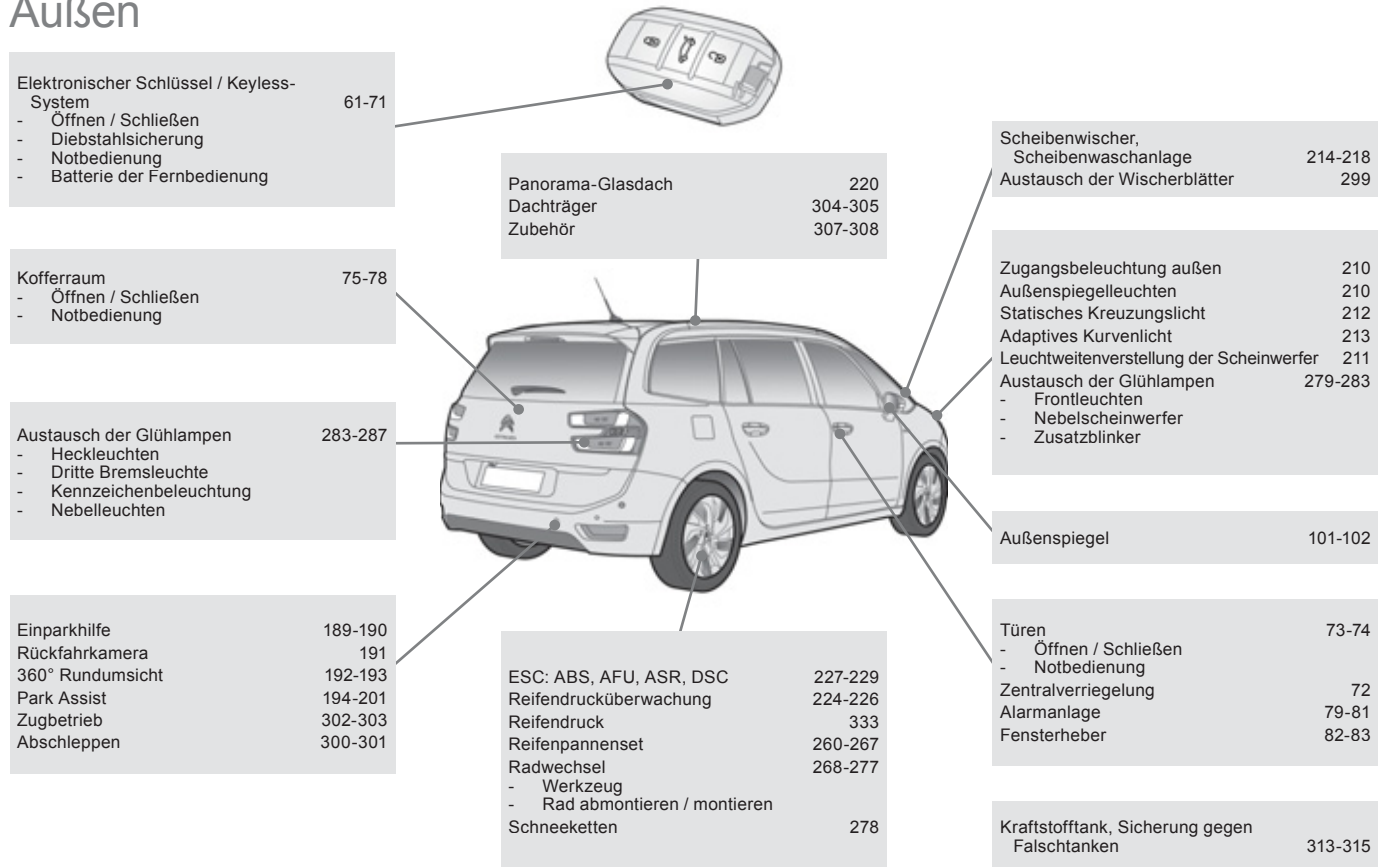 Außen
Elektronischer Schlüssel / Keyless-
System 61-71
- Öffnen / Schließen
- Diebstahlsicherung
- Notbedienung
- Batterie der Fernbedienung
Kofferraum 75-78
- Öffnen / Schließen
- Notbedienung
Austausch der Glühlampen 283-287
- Heckleuchten
- Dritte Bremsleuchte
- Kennzeichenbeleuchtung
- Nebelleuchten
Einparkhilfe 189-190
Rückfahrkamera 191
360° Rundumsicht 192-193
Park Assist 194-201
Zugbetrieb 302-303
Abschleppen 300-301
Panorama-Glasdach 220
Dachträger 304-305
Zubehör 307-308
ESC: ABS, AFU, ASR, DSC 227-229
Reifendrucküberwachung 224-226
Reifendruck 333
Reifenpannenset 260-267
Radwechsel 268-277
- Werkzeug
- Rad abmontieren / montieren
Schneeketten 278
Scheibenwischer,
Scheibenwaschanlage 214-218
Austausch der Wischerblätter 299
Zugangsbeleuchtung außen 210
Außenspiegelleuchten 210
Statisches Kreuzungslicht 212
Adaptives Kurvenlicht 213
Leuchtweitenverstellung der Scheinwerfer 211
Austausch der Glühlampen 279-283
- Frontleuchten
- Nebelscheinwerfer
- Zusatzblinker
Außenspiegel 101-102
Türen 73-74
- Öffnen / Schließen
- Notbedienung
Zentralverriegelung 72
Alarmanlage 79-81
Fensterheber 82-83
Kraftstofftank, Sicherung gegen
Falschtanken 313-315